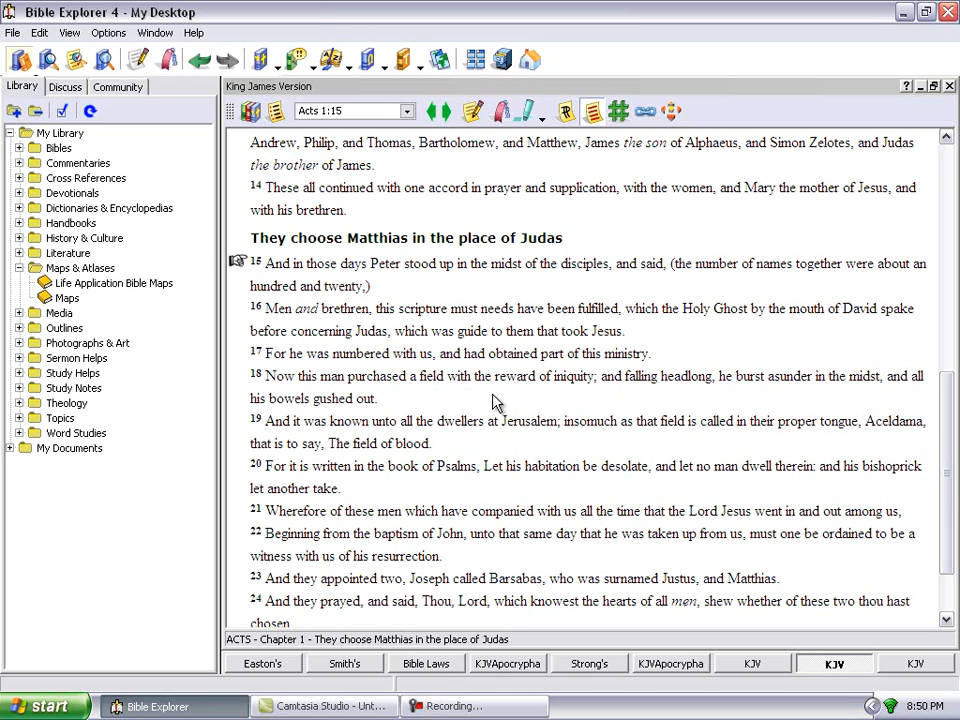 Bible Explorer 4 - My Desktop
File Edit View Options Window Help
Library Discuss Community
King James Version
Acts 1:15
My Library
Bibles
Commentaries
Cross References
Devotionals
Dictionaries & Encyclopedias
Handbooks
History & Culture
Literature
Maps & Atlases
Life Application Bible Maps
Maps
Media
Outlines
Photographs & Art
Sermon Helps
Study Helps
Study Notes
Theology
Topics
Word Studies
My Documents
Andrew, Philip, and Thomas, Bartholomew, and Matthew, James the son of Alphaeus, and Simon Zelotes, and Judas
the brother of James.
14 These all continued with one accord in prayer and supplication, with the women, and Mary the mother of Jesus, and
with his brethren.
They choose Matthias in the place of Judas
15 And in those days Peter stood up in the midst of the disciples, and said, (the number of names together were about an
hundred and twenty,)
16 Men and brethren, this scripture must needs have been fulfilled, which the Holy Ghost by the mouth of David spake
before concerning Judas, which was guide to them that took Jesus.
17 For he was numbered with us, and had obtained part of this ministry.
18 Now this man purchased a field with the reward of iniquity; and falling headlong, he burst asunder in the midst, and all
his bowels gushed out.
19 And it was known unto all the dwellers at Jerusalem; insomuch as that field is called in their proper tongue, Aceldama,
that is to say, The field of blood.
20 For it is written in the book of Psalms, Let his habitation be desolate, and let no man dwell therein: and his bishoprick
let another take.
21 Wherefore of these men which have companied with us all the time that the Lord Jesus went in and out among us,
22 Beginning from the baptism of John, unto that same day that he was taken up from us, must one be ordained to be a
witness with us of his resurrection.
23 And they appointed two, Joseph called Barsabas, who was surnamed Justus, and Matthias.
24 And they prayed, and said, Thou, Lord, which knowest the hearts of all men, shew whether of these two thou hast
chosen
ACTS - Chapter 1 - They choose Matthias in the place of Judas
Easton's Smith's Bible Laws KJVApocrypha Strong's KJVApocrypha KJV KJV KJV
start Bible Explorer Camtasia Studio - Unt... Recording... 8:50 PM